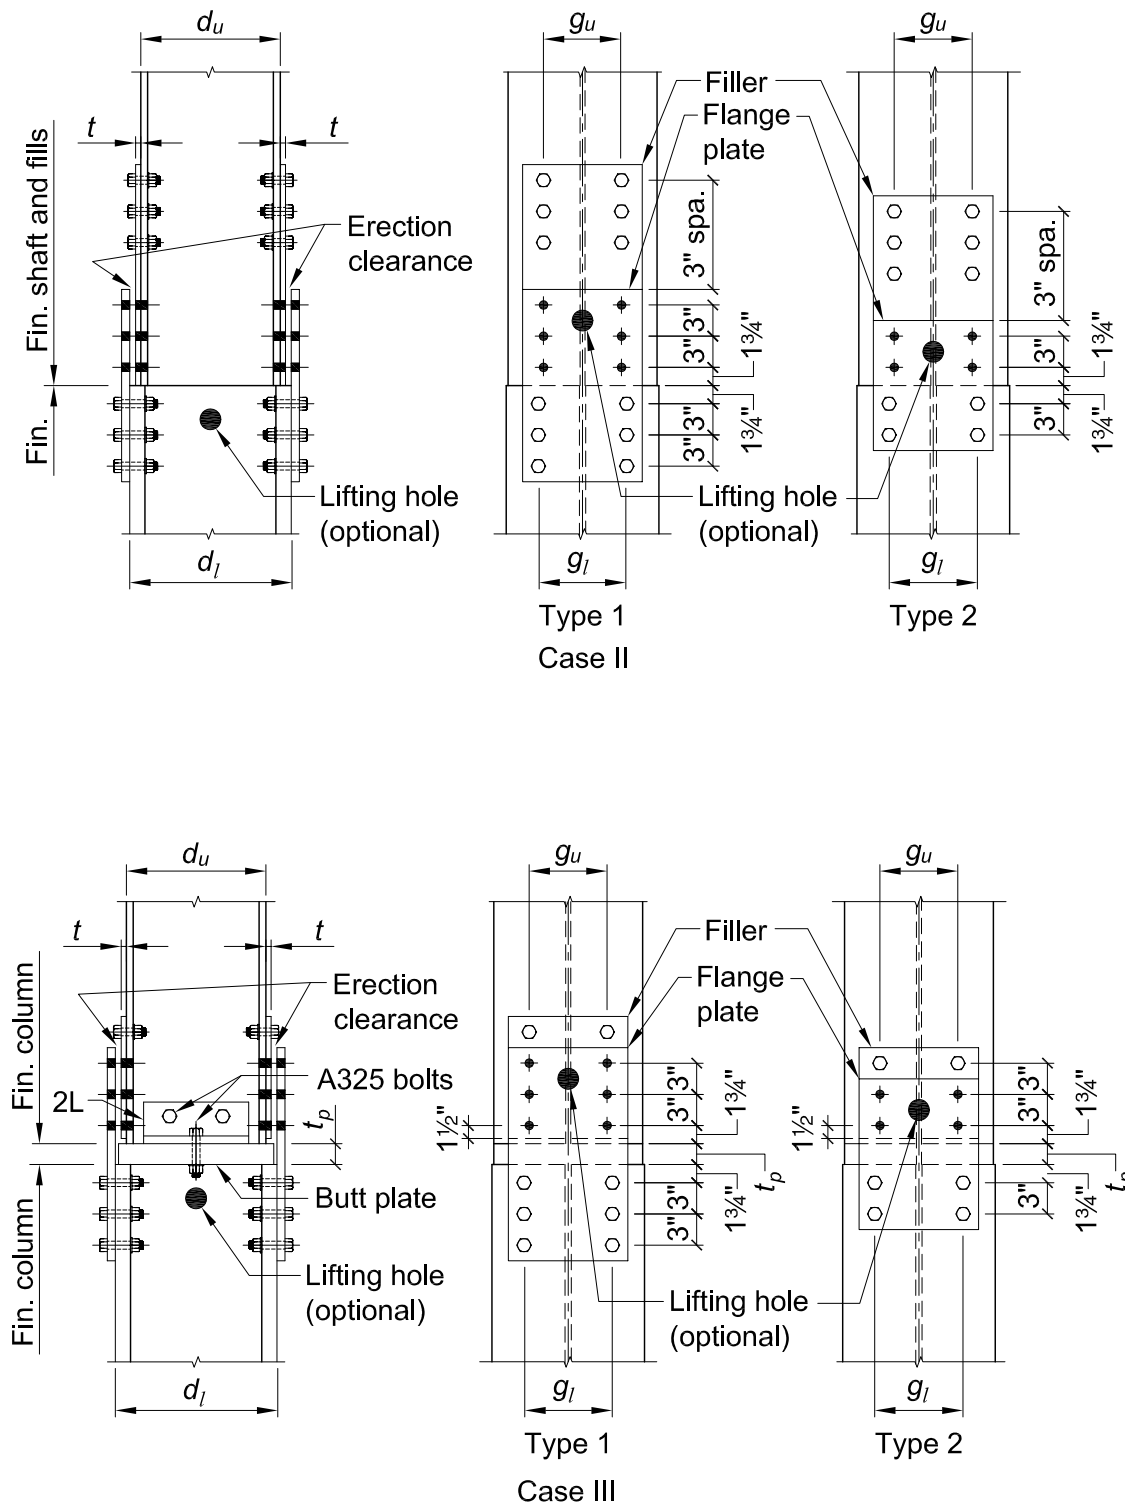 d_u
g_u
g_u
Filler
Flange
plate
t
t
Fin. shaft and fills
Erection
clearance
3" spa.
3" spa.
3"
3"
1¾"
3"
1¾"
Fin.
3"
3"
1¾"
3"
1¾"
Lifting hole
(optional)
Lifting hole
(optional)
d_l
g_l
g_l
Type 1
Type 2
Case II
d_u
g_u
g_u
Filler
Flange
plate
t
t
Fin. column
Erection
clearance
A325 bolts
2L
t_p
1½"
3"
3"
1¾"
1½"
3"
3"
1¾"
Butt plate
Fin. column
3"
3"
1¾"
t_p
3"
1¾"
t_p
Lifting hole
(optional)
Lifting hole
(optional)
d_l
g_l
g_l
Type 1
Type 2
Case III